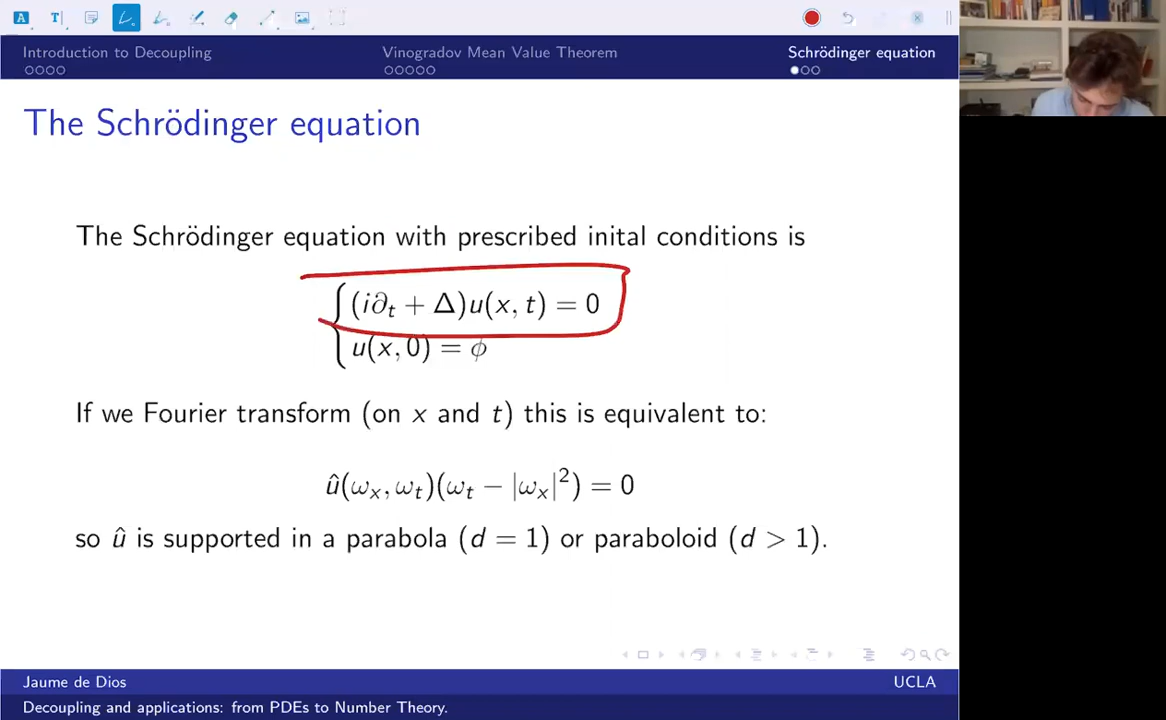 Introduction to Decoupling
Vinogradov Mean Value Theorem
Schrödinger equation
The Schrödinger equation
The Schrödinger equation with prescribed inital conditions is
(i∂ₜ + Δ)u(x, t) = 0
u(x, 0) = ϕ
If we Fourier transform (on x and t) this is equivalent to:
û(ωₓ, ωₜ)(ωₜ − |ωₓ|²) = 0
so û is supported in a parabola (d = 1) or paraboloid (d > 1).
Jaume de Dios
UCLA
Decoupling and applications: from PDEs to Number Theory.